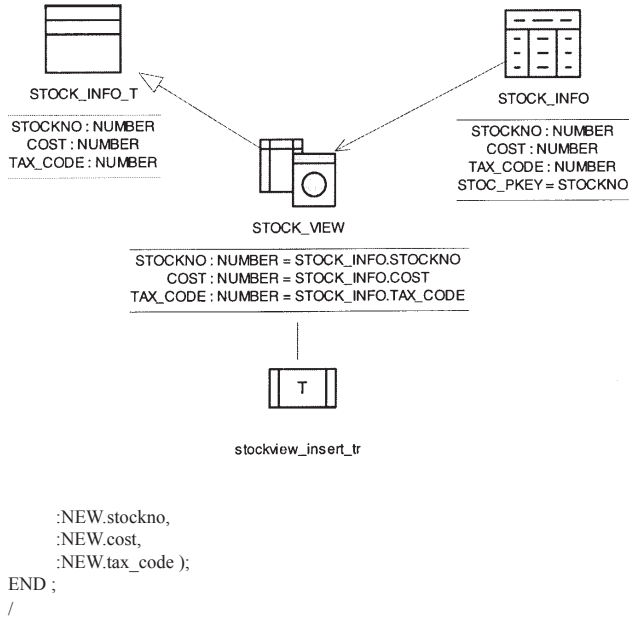 STOCK_INFO_T
STOCKNO : NUMBER
COST : NUMBER
TAX_CODE : NUMBER
STOCK_INFO
STOCKNO : NUMBER
COST : NUMBER
TAX_CODE : NUMBER
STOC_PKEY = STOCKNO
STOCK_VIEW
STOCKNO : NUMBER = STOCK_INFO.STOCKNO
COST : NUMBER = STOCK_INFO.COST
TAX_CODE : NUMBER = STOCK_INFO.TAX_CODE
T
stockview_insert_tr
:NEW.stockno,
:NEW.cost,
:NEW.tax_code );
END ;
/